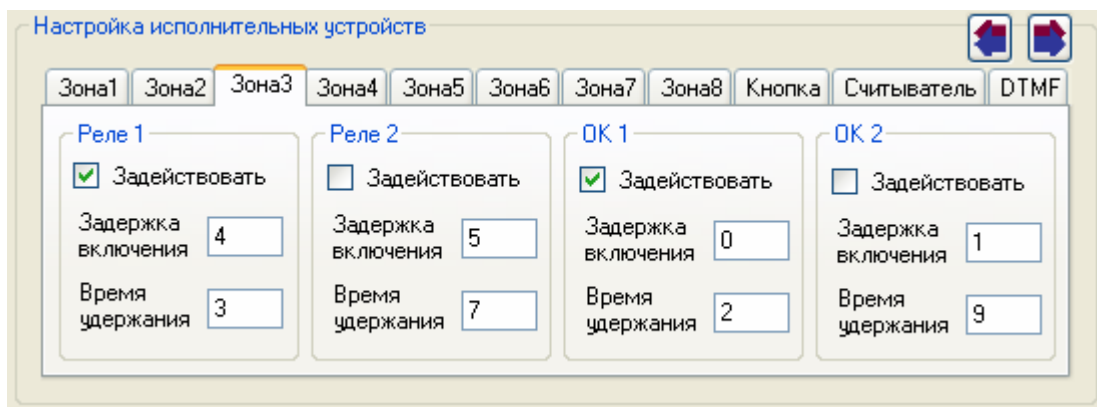 Настройка исполнительных устройств
Зона1 Зона2 Зона3 Зона4 Зона5 Зона6 Зона7 Зона8 Кнопка Считыватель DTMF
Реле 1
Задействовать
Задержка
включения 4
Время
удержания 3
Реле 2
Задействовать
Задержка
включения 5
Время
удержания 7
ОК 1
Задействовать
Задержка
включения 0
Время
удержания 2
ОК 2
Задействовать
Задержка
включения 1
Время
удержания 9